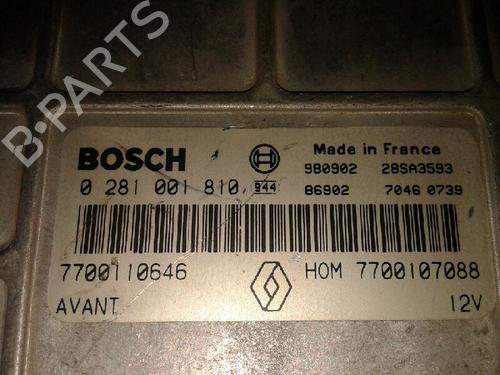 B-PARTS
BOSCH
Made in France
980902 28SA3593
0 281 001 810 944
86902 7046 0739
7700110646 HOM 7700107088
AVANT 12V